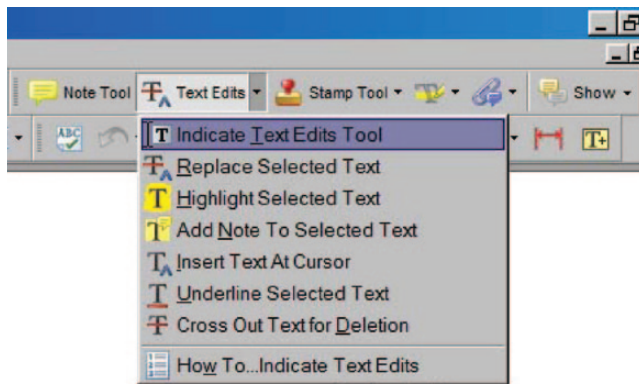 Note Tool Text Edits Stamp Tool Show
ABC T+
T Indicate Text Edits Tool
T Replace Selected Text
T Highlight Selected Text
T Add Note To Selected Text
T Insert Text At Cursor
T Underline Selected Text
T Cross Out Text for Deletion
How To...Indicate Text Edits